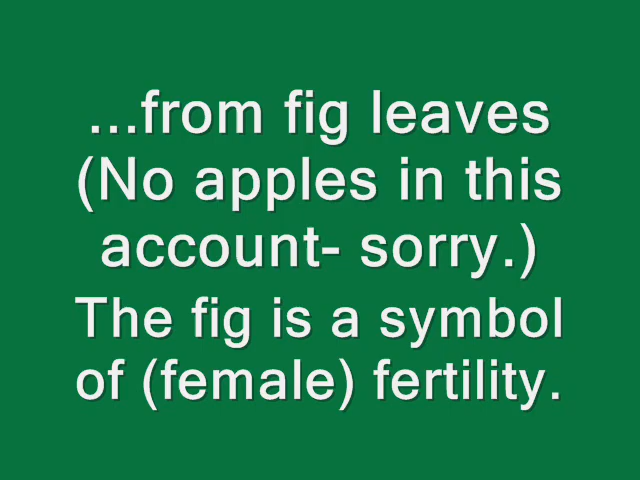 ...from fig leaves
(No apples in this
account- sorry.)
The fig is a symbol
of (female) fertility.